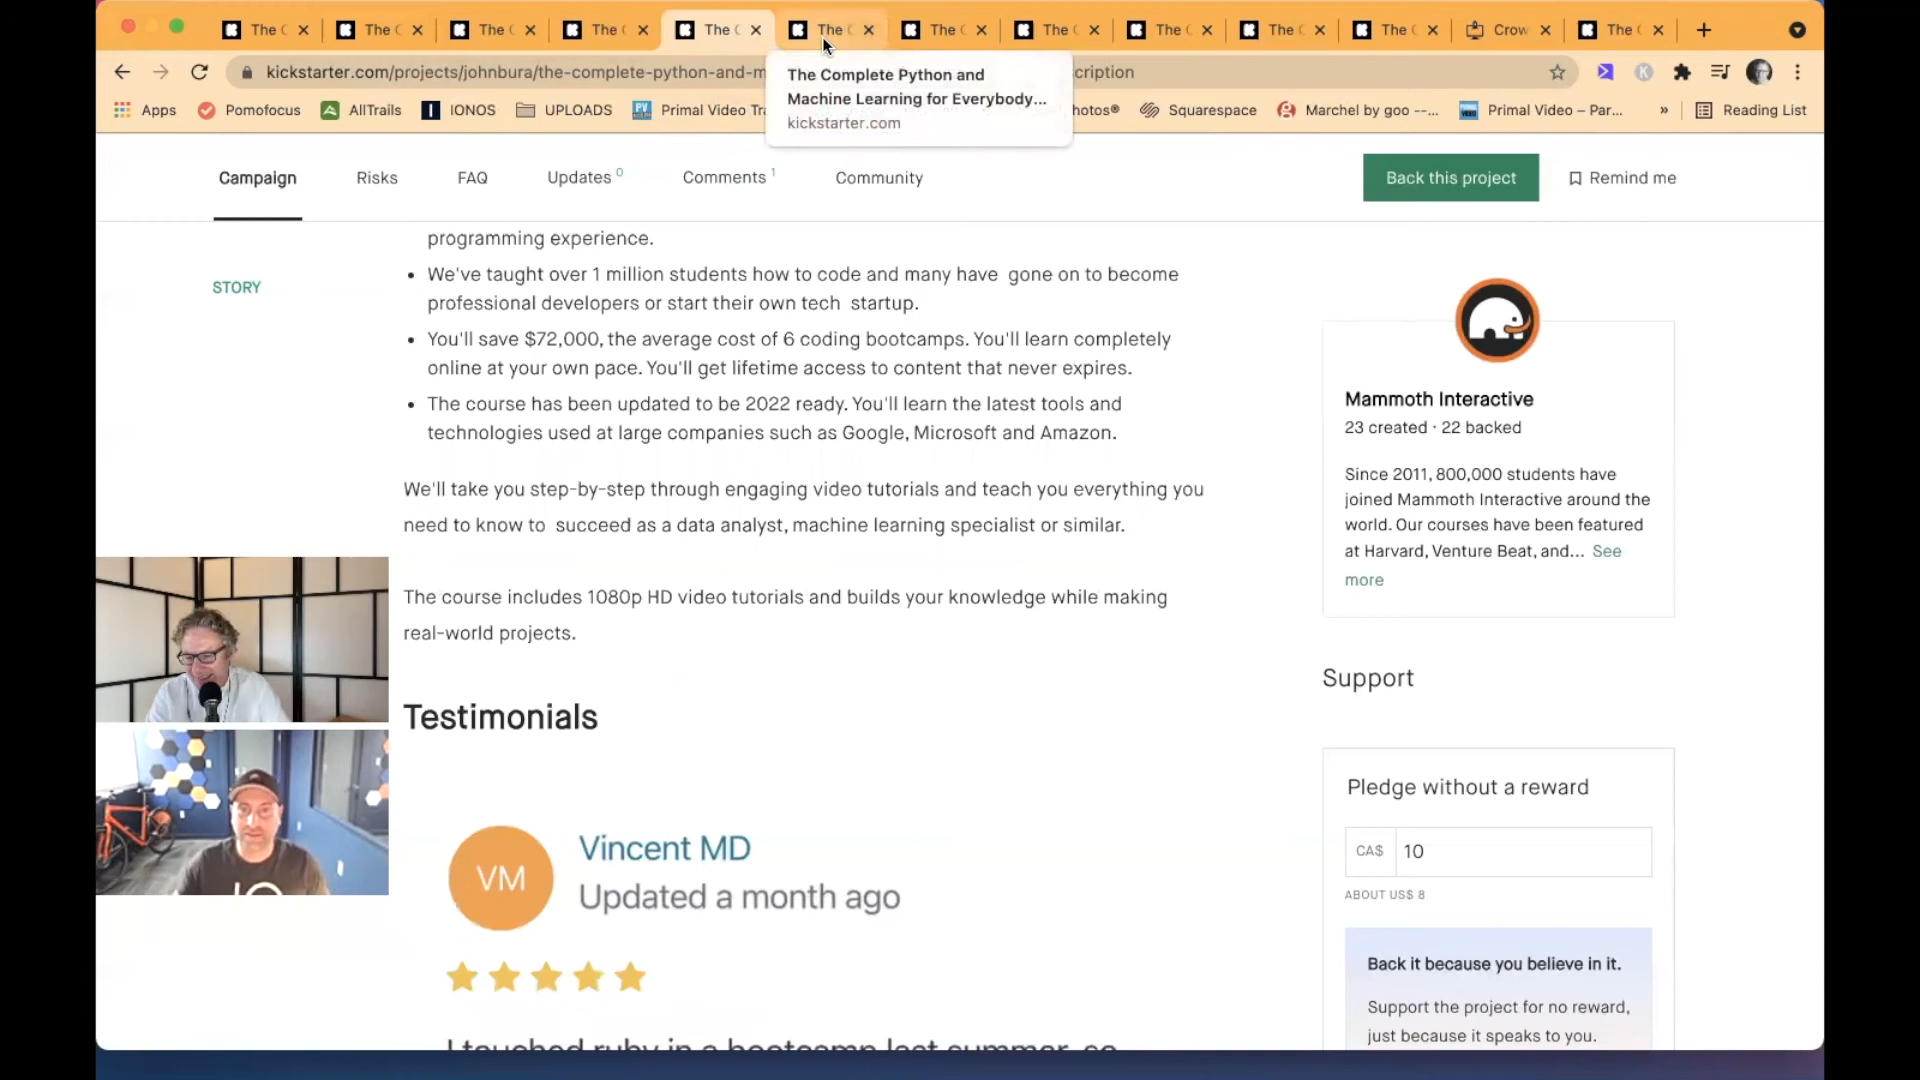 The C
The C
The C
The C
The C
The C
The C
The C
The C
The C
The C
Crow
The C
kickstarter.com/projects/johnbura/the-complete-python-and-m
cription
The Complete Python and
Machine Learning for Everybody...
kickstarter.com
Apps
Pomofocus
AllTrails
IONOS
UPLOADS
Primal Video Tra
hotos®
Squarespace
Marchel by goo --...
Primal Video – Par...
»
Reading List
Campaign
Risks
FAQ
Updates 0
Comments 1
Community
Back this project
Remind me
STORY
programming experience.
• We've taught over 1 million students how to code and many have gone on to become
professional developers or start their own tech startup.
• You'll save $72,000, the average cost of 6 coding bootcamps. You'll learn completely
online at your own pace. You'll get lifetime access to content that never expires.
• The course has been updated to be 2022 ready. You'll learn the latest tools and
technologies used at large companies such as Google, Microsoft and Amazon.
We'll take you step-by-step through engaging video tutorials and teach you everything you
need to know to succeed as a data analyst, machine learning specialist or similar.
The course includes 1080p HD video tutorials and builds your knowledge while making
real-world projects.
Testimonials
VM
Vincent MD
Updated a month ago
I touched ruby in a bootcamp last summer, so
Mammoth Interactive
23 created · 22 backed
Since 2011, 800,000 students have
joined Mammoth Interactive around the
world. Our courses have been featured
at Harvard, Venture Beat, and... See
more
Support
Pledge without a reward
CA$ 10
ABOUT US$ 8
Back it because you believe in it.
Support the project for no reward,
just because it speaks to you.